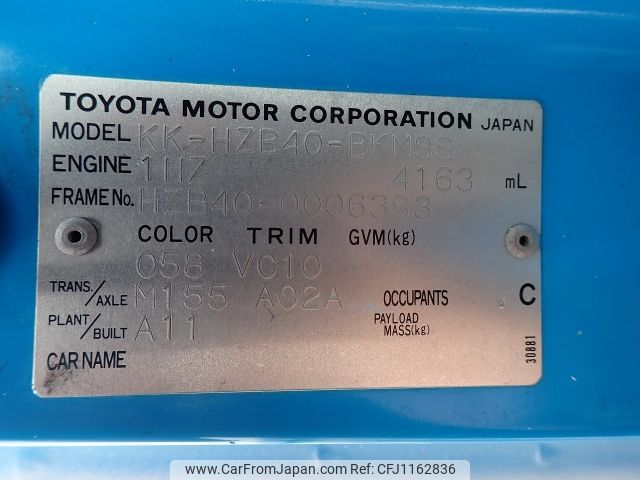 TOYOTA MOTOR CORPORATION JAPAN
MODEL KK-HZB40-BKMSS
ENGINE 1HZ 4163 mL
FRAME No. HZB40-0006383
COLOR TRIM GVM(kg)
058 VC10
TRANS./AXLE M155 A02A OCCUPANTS C
PLANT/BUILT A11 PAYLOAD MASS(kg)
CAR NAME
30881
www.CarFromJapan.com | Stock ID: CFJ1162836